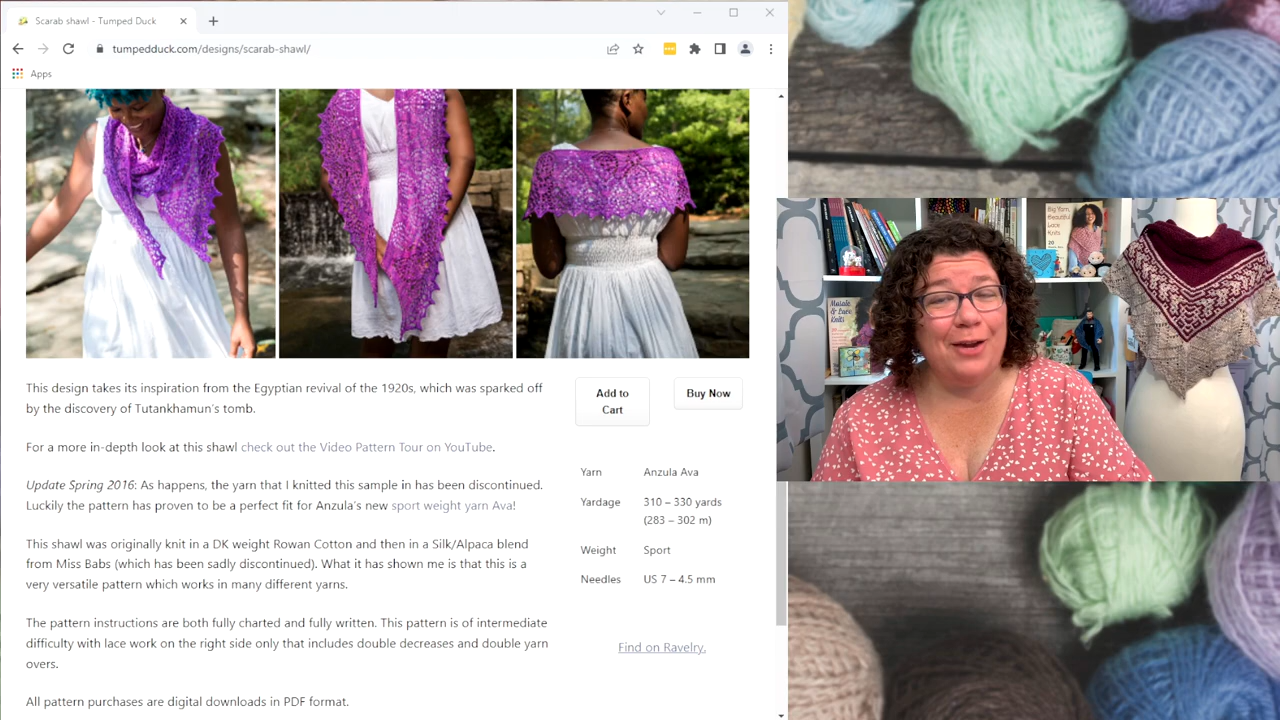 Scarab shawl - Tumped Duck
tumpedduck.com/designs/scarab-shawl/
Apps
This design takes its inspiration from the Egyptian revival of the 1920s, which was sparked off
by the discovery of Tutankhamun's tomb.
For a more in-depth look at this shawl check out the Video Pattern Tour on YouTube.
Update Spring 2016: As happens, the yarn that I knitted this sample in has been discontinued.
Luckily the pattern has proven to be a perfect fit for Anzula's new sport weight yarn Ava!
This shawl was originally knit in a DK weight Rowan Cotton and then in a Silk/Alpaca blend
from Miss Babs (which has been sadly discontinued). What it has shown me is that this is a
very versatile pattern which works in many different yarns.
The pattern instructions are both fully charted and fully written. This pattern is of intermediate
difficulty with lace work on the right side only that includes double decreases and double yarn
overs.
All pattern purchases are digital downloads in PDF format.
Add to
Cart
Buy Now
Yarn Anzula Ava
Yardage 310 – 330 yards
(283 – 302 m)
Weight Sport
Needles US 7 – 4.5 mm
Find on Ravelry.
Big Yarn,
Beautiful
Lace
Knits
20
Mosaic
& Lace
Knits